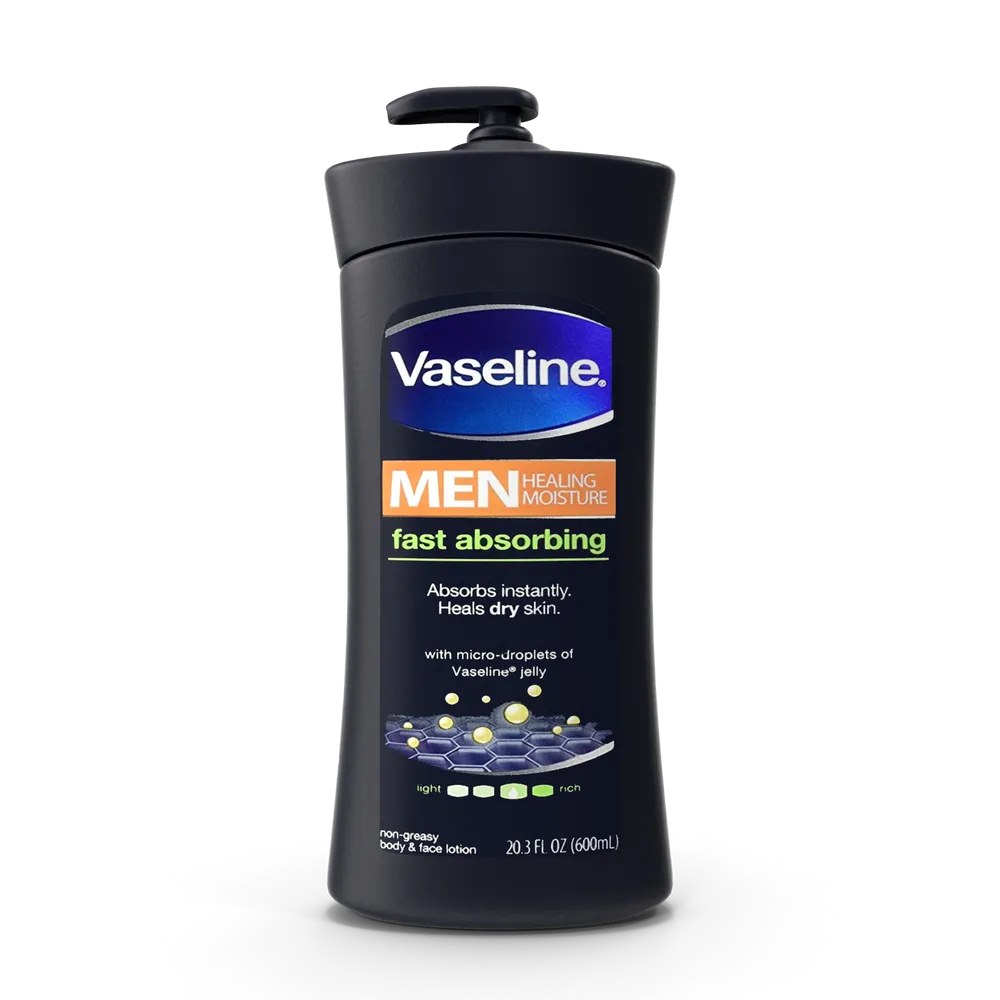 Vaseline®
MEN HEALING
MOISTURE
fast absorbing
Absorbs instantly.
Heals dry skin.
with micro-droplets of
Vaseline® jelly
light rich
non-greasy
body & face lotion
20.3 FL OZ (600mL)